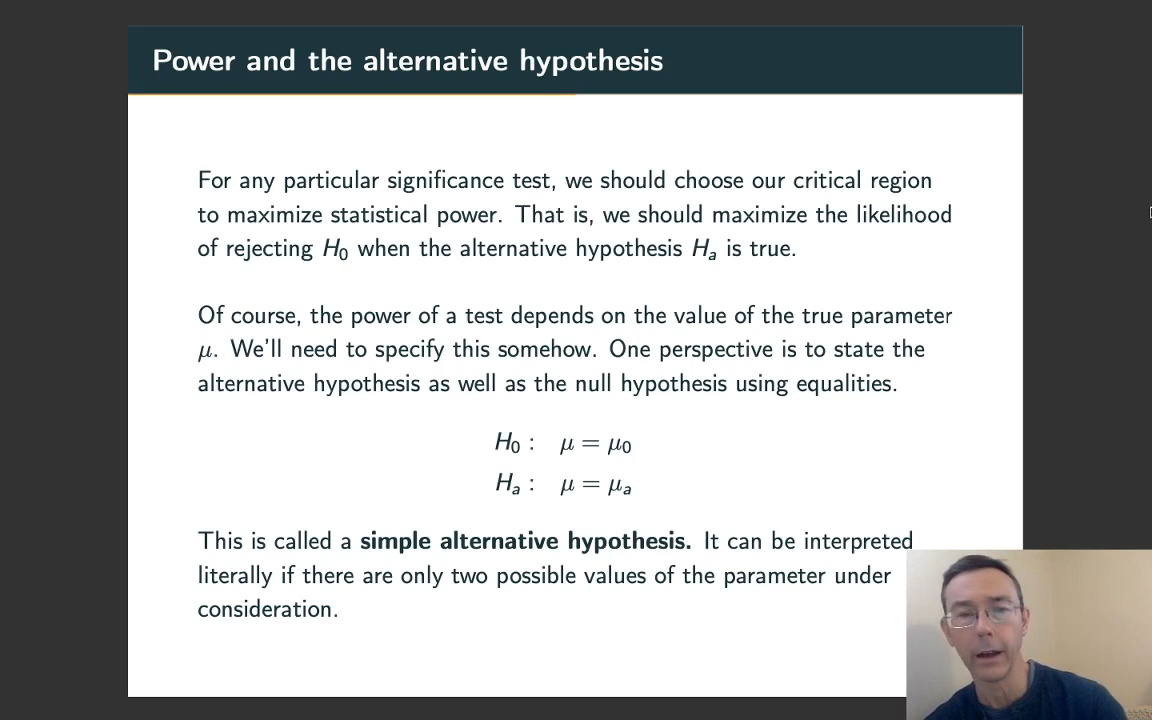 Power and the alternative hypothesis
For any particular significance test, we should choose our critical region
to maximize statistical power. That is, we should maximize the likelihood
of rejecting H₀ when the alternative hypothesis Hₐ is true.
Of course, the power of a test depends on the value of the true parameter
μ. We'll need to specify this somehow. One perspective is to state the
alternative hypothesis as well as the null hypothesis using equalities.
H₀ : μ = μ₀
Hₐ : μ = μₐ
This is called a simple alternative hypothesis. It can be interpreted
literally if there are only two possible values of the parameter under
consideration.